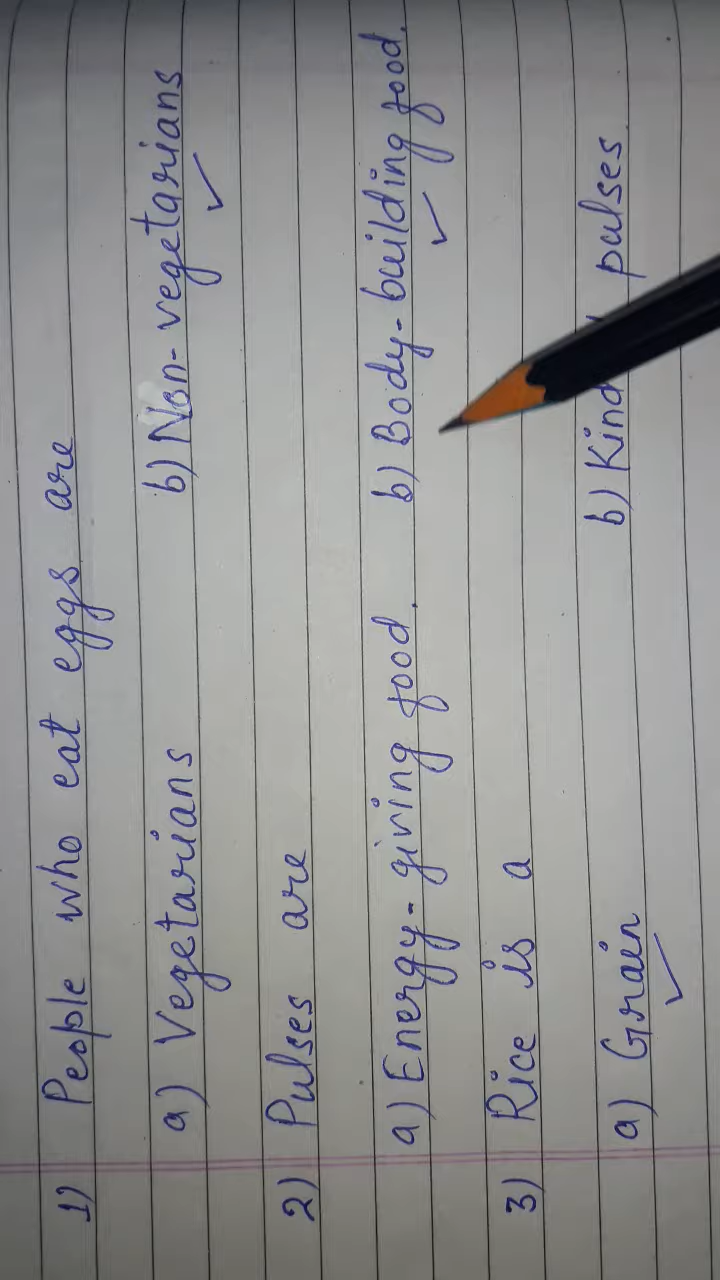 1) People who eat eggs are
a) Vegetarians b) Non-vegetarians ✓
2) Pulses are
a) Energy-giving food. b) Body-building food. ✓
3) Rice is a
a) Grain ✓ b) Kind pulses